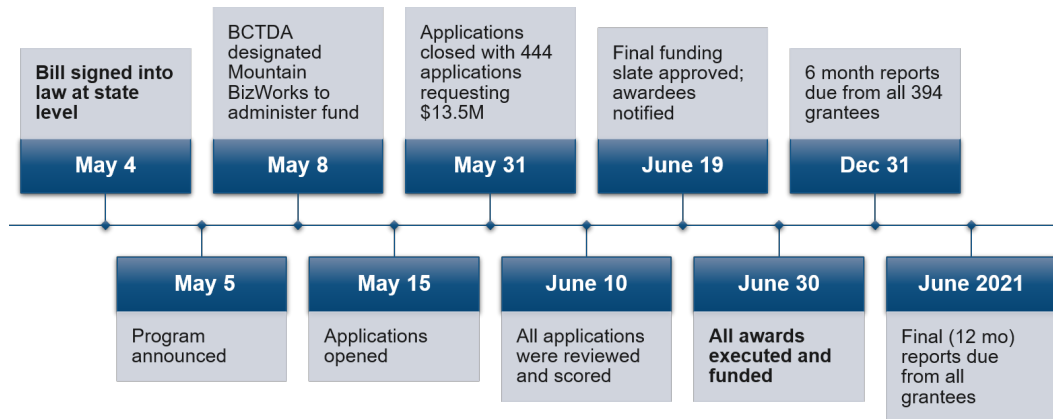 Bill signed into
law at state
level
May 4
BCTDA
designated
Mountain
BizWorks to
administer fund
May 8
Applications
closed with 444
applications
requesting
$13.5M
May 31
Final funding
slate approved;
awardees
notified
June 19
6 month reports
due from all 394
grantees
Dec 31
May 5
Program
announced
May 15
Applications
opened
June 10
All applications
were reviewed
and scored
June 30
All awards
executed and
funded
June 2021
Final (12 mo)
reports due
from all
grantees